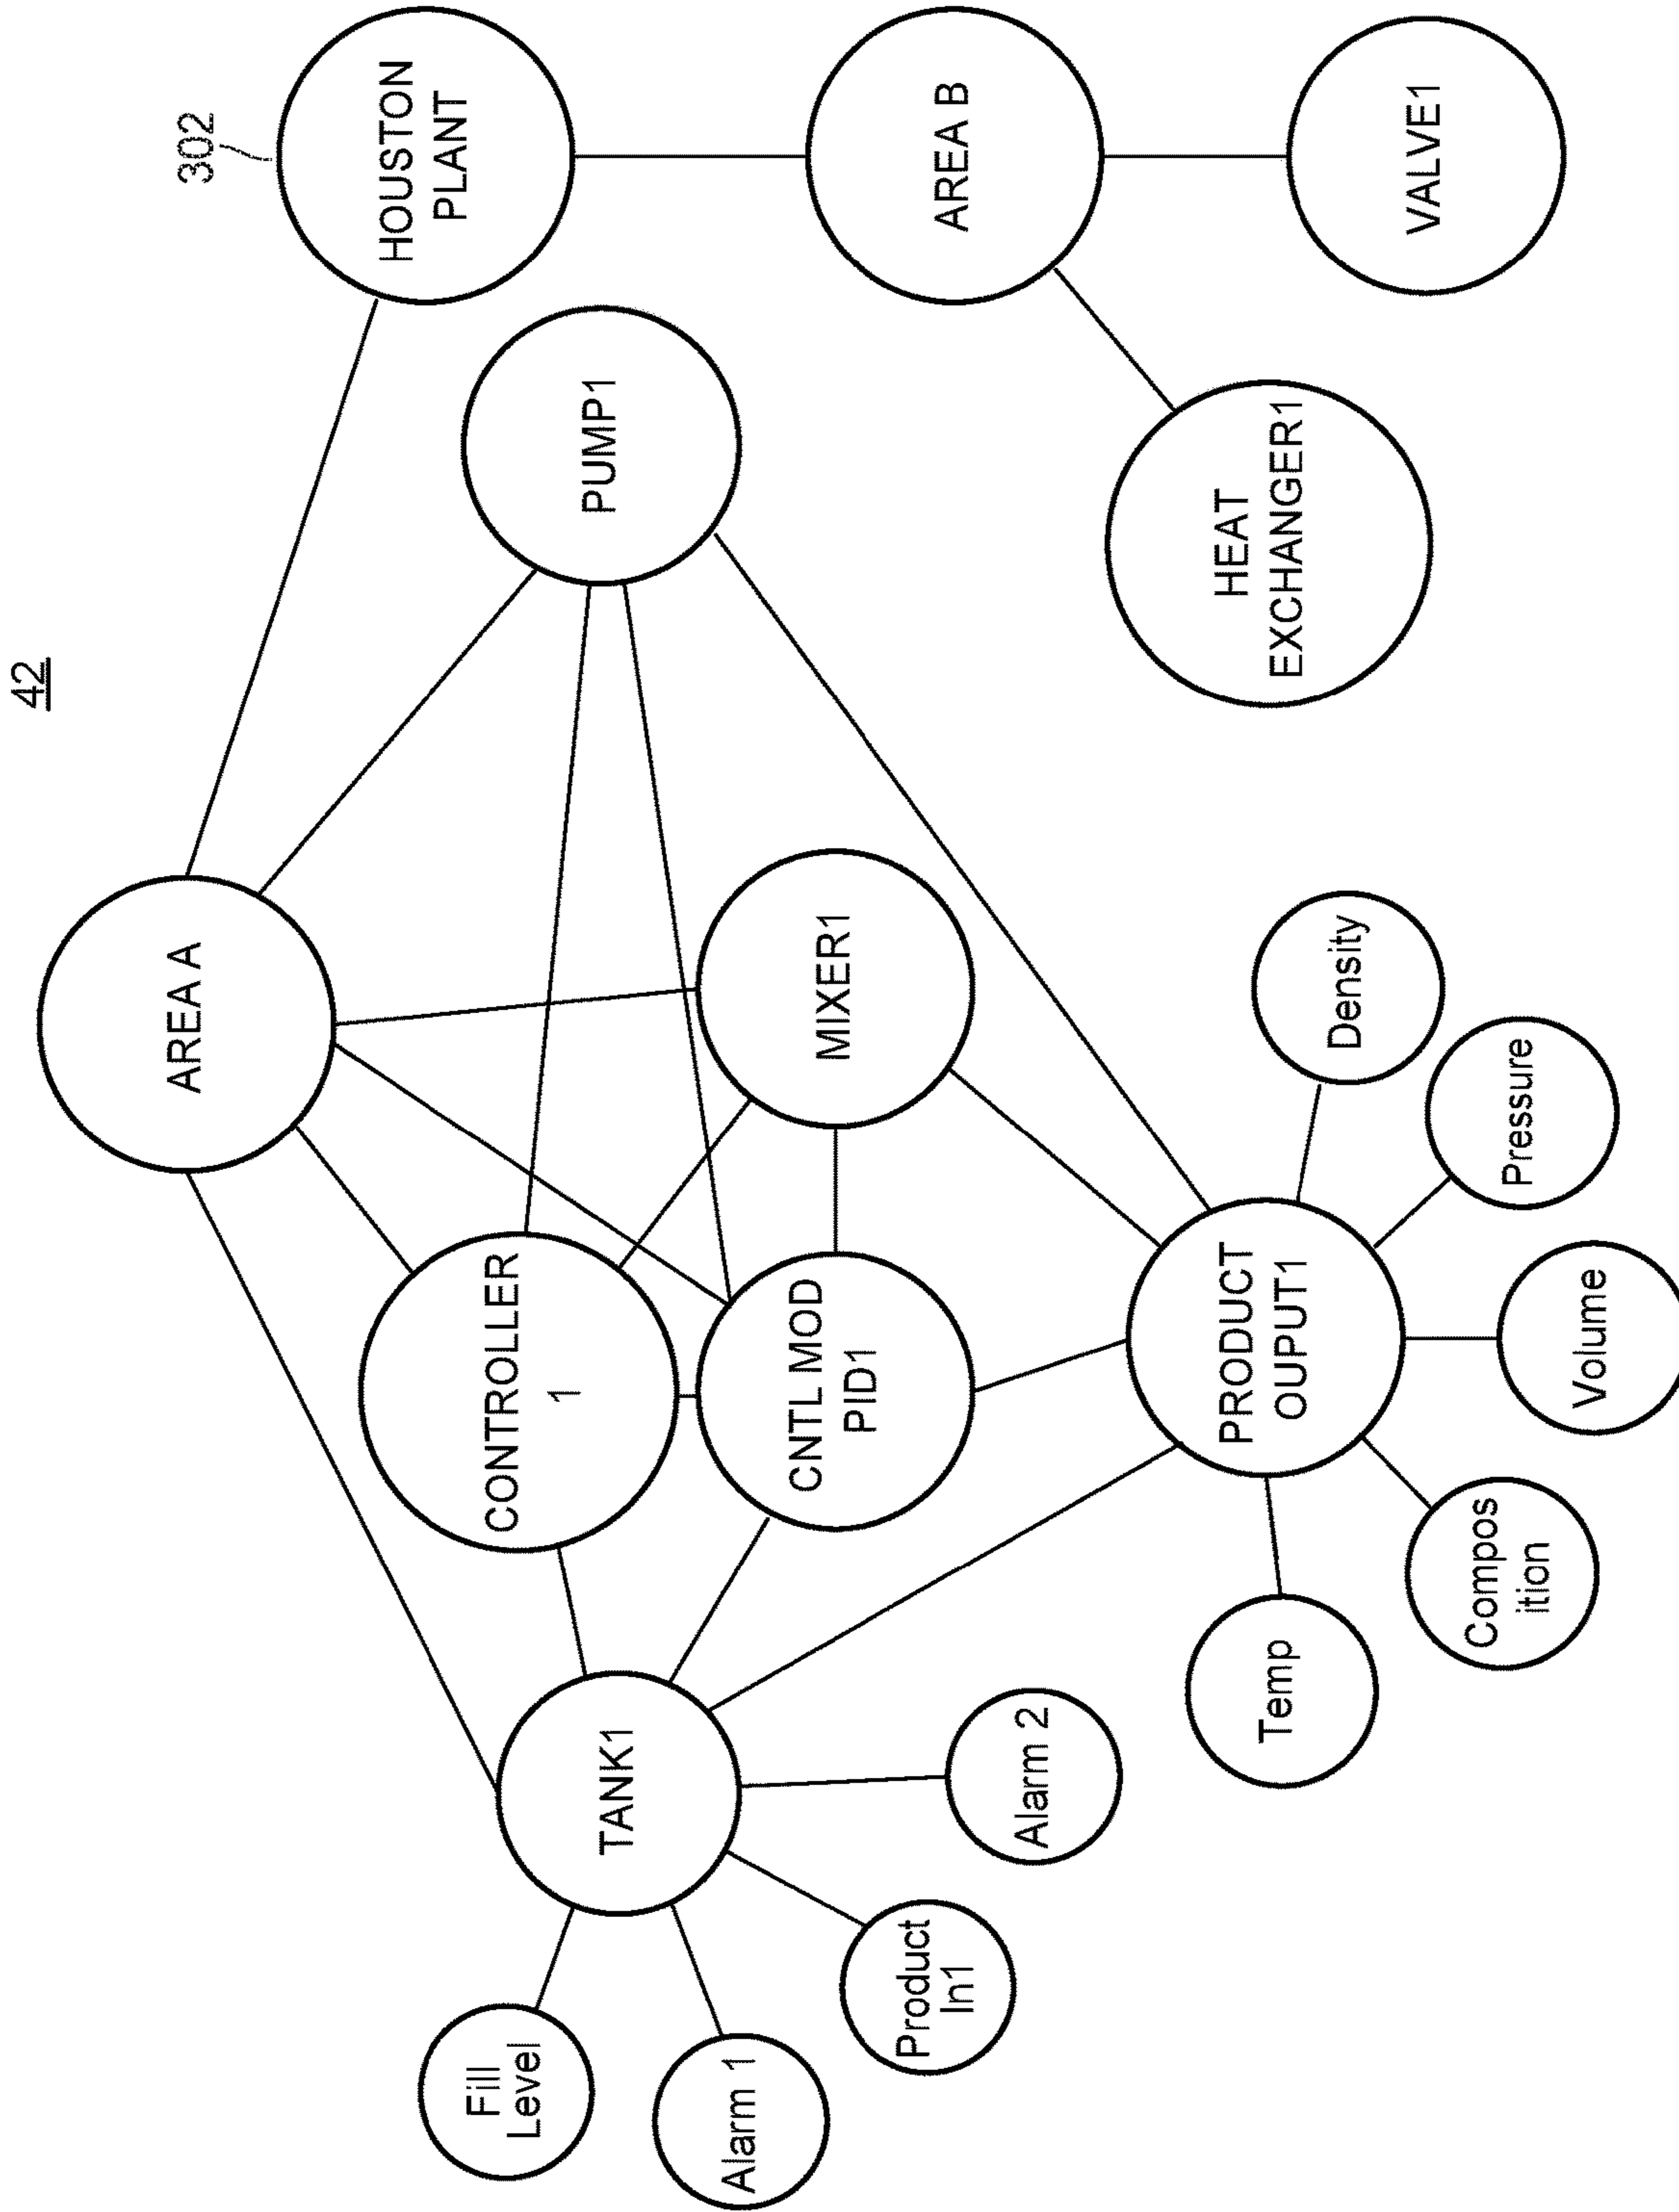 42
302
HOUSTON
PLANT
AREA A
PUMP1
AREA B
VALVE1
HEAT
EXCHANGER1
CONTROLLER
1
MIXER1
CNTL MOD
PID1
TANK1
PRODUCT
OUPUT1
Fill
Level
Alarm 1
Product
In1
Alarm 2
Temp
Compos
ition
Volume
Pressure
Density